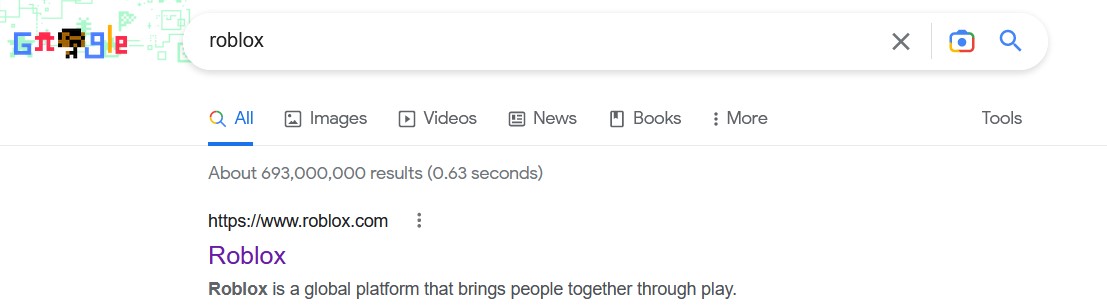 Google
roblox
All Images Videos News Books More Tools
About 693,000,000 results (0.63 seconds)
https://www.roblox.com
Roblox
Roblox is a global platform that brings people together through play.